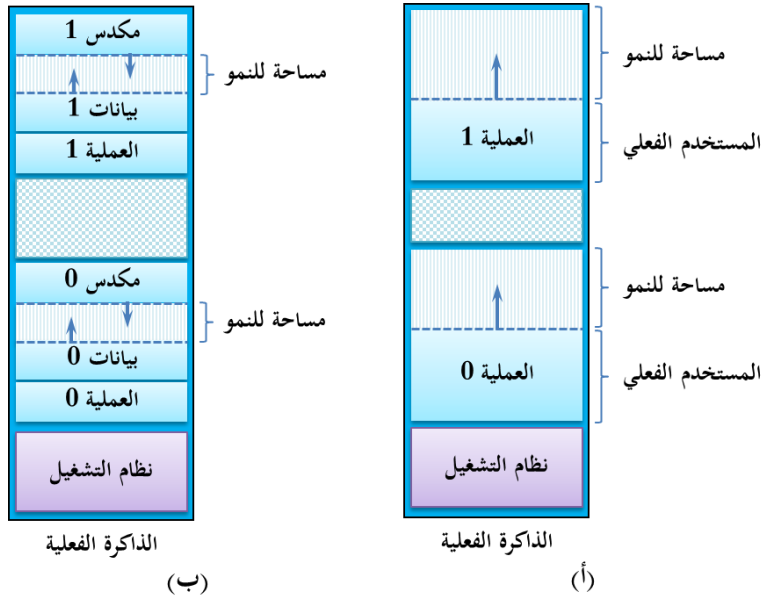 مساحة للنمو
العملية 1
المستخدم الفعلي
مساحة للنمو
العملية 0
المستخدم الفعلي
نظام التشغيل
الذاكرة الفعلية
(أ)
مكدس 1
مساحة للنمو
بيانات 1
العملية 1
مكدس 0
مساحة للنمو
بيانات 0
العملية 0
نظام التشغيل
الذاكرة الفعلية
(ب)